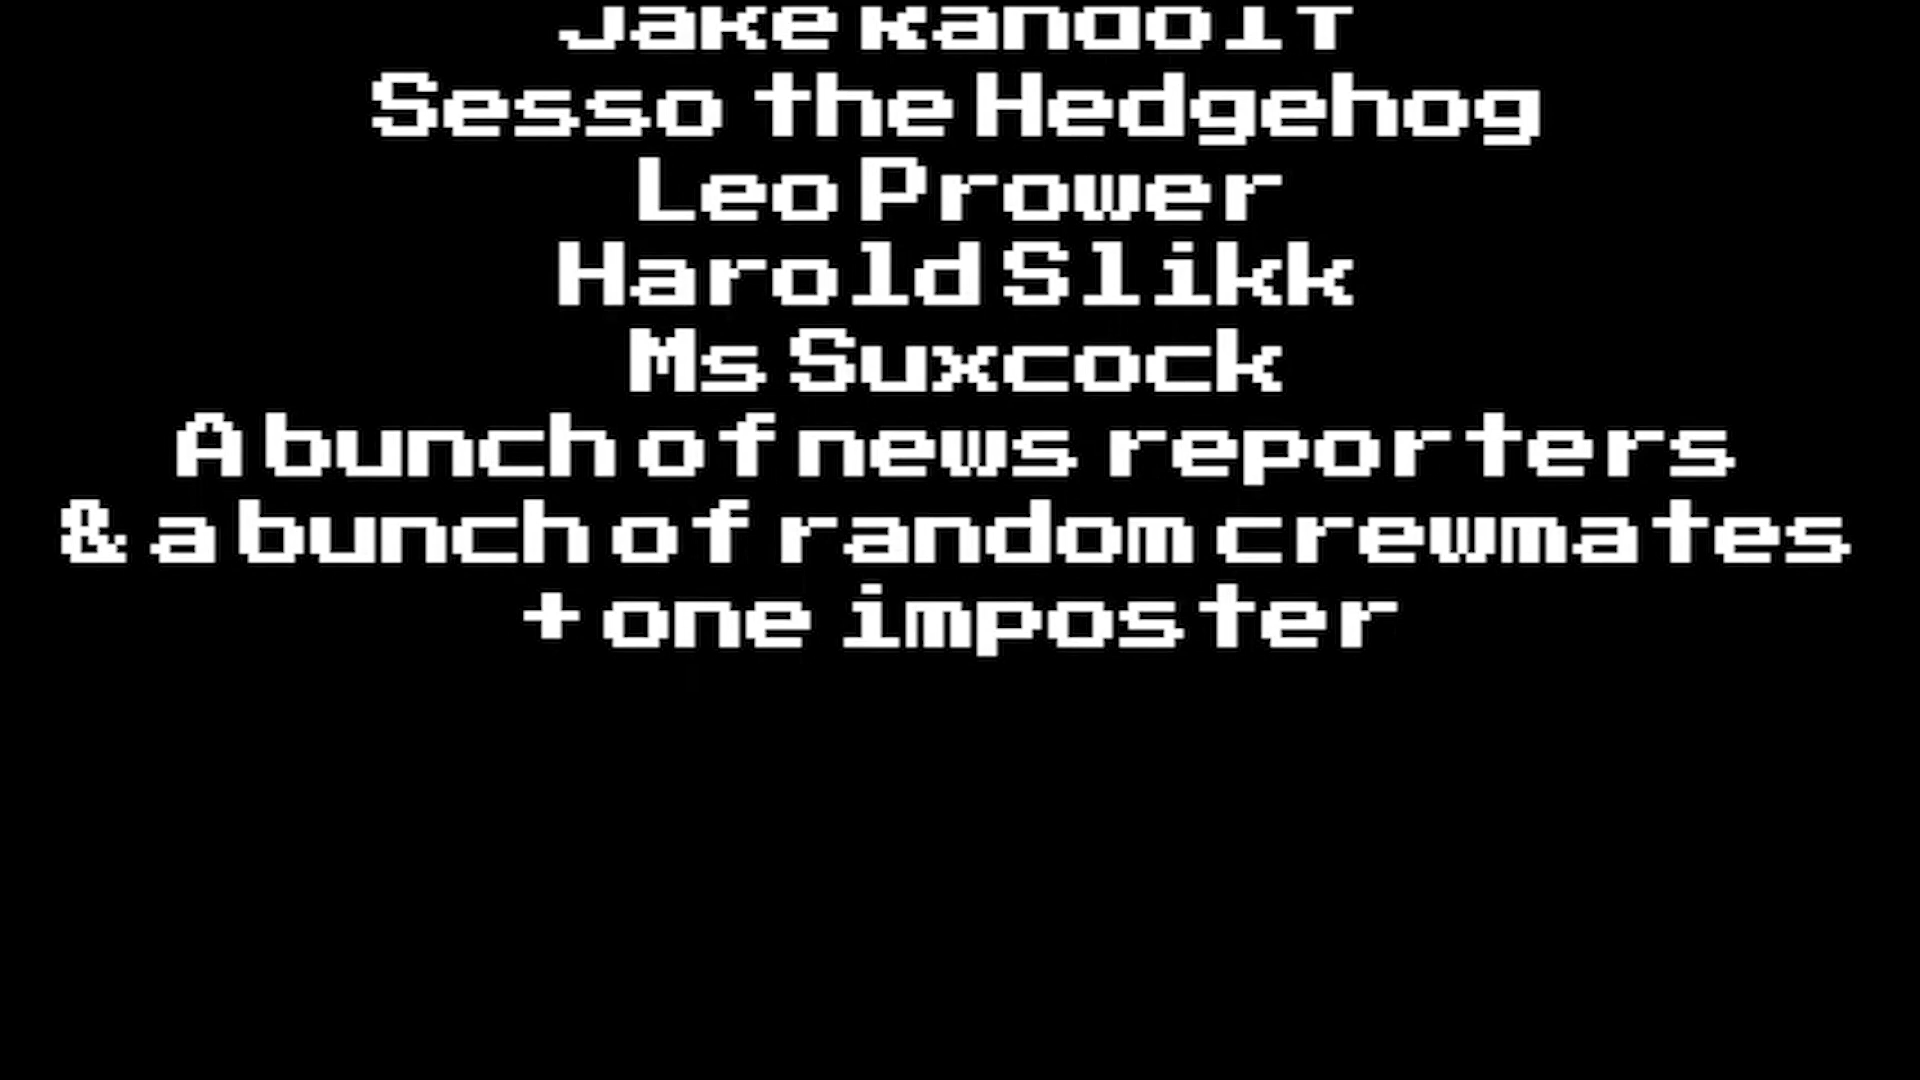 Jake
Sesso the Hedgehog
Leo Prower
Harold Slikk
Ms Suxcock
A bunch of news reporters
& a bunch of random crewmates
+ one imposter